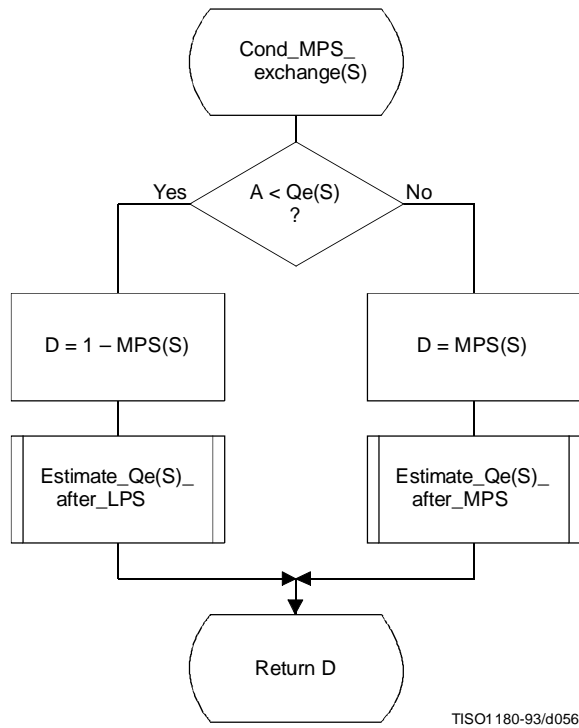 Cond_MPS_
exchange(S)
A < Qe(S)
?
Yes
No
D = 1 – MPS(S)
D = MPS(S)
Estimate_Qe(S)_
after_LPS
Estimate_Qe(S)_
after_MPS
Return D
TISO1180-93/d056